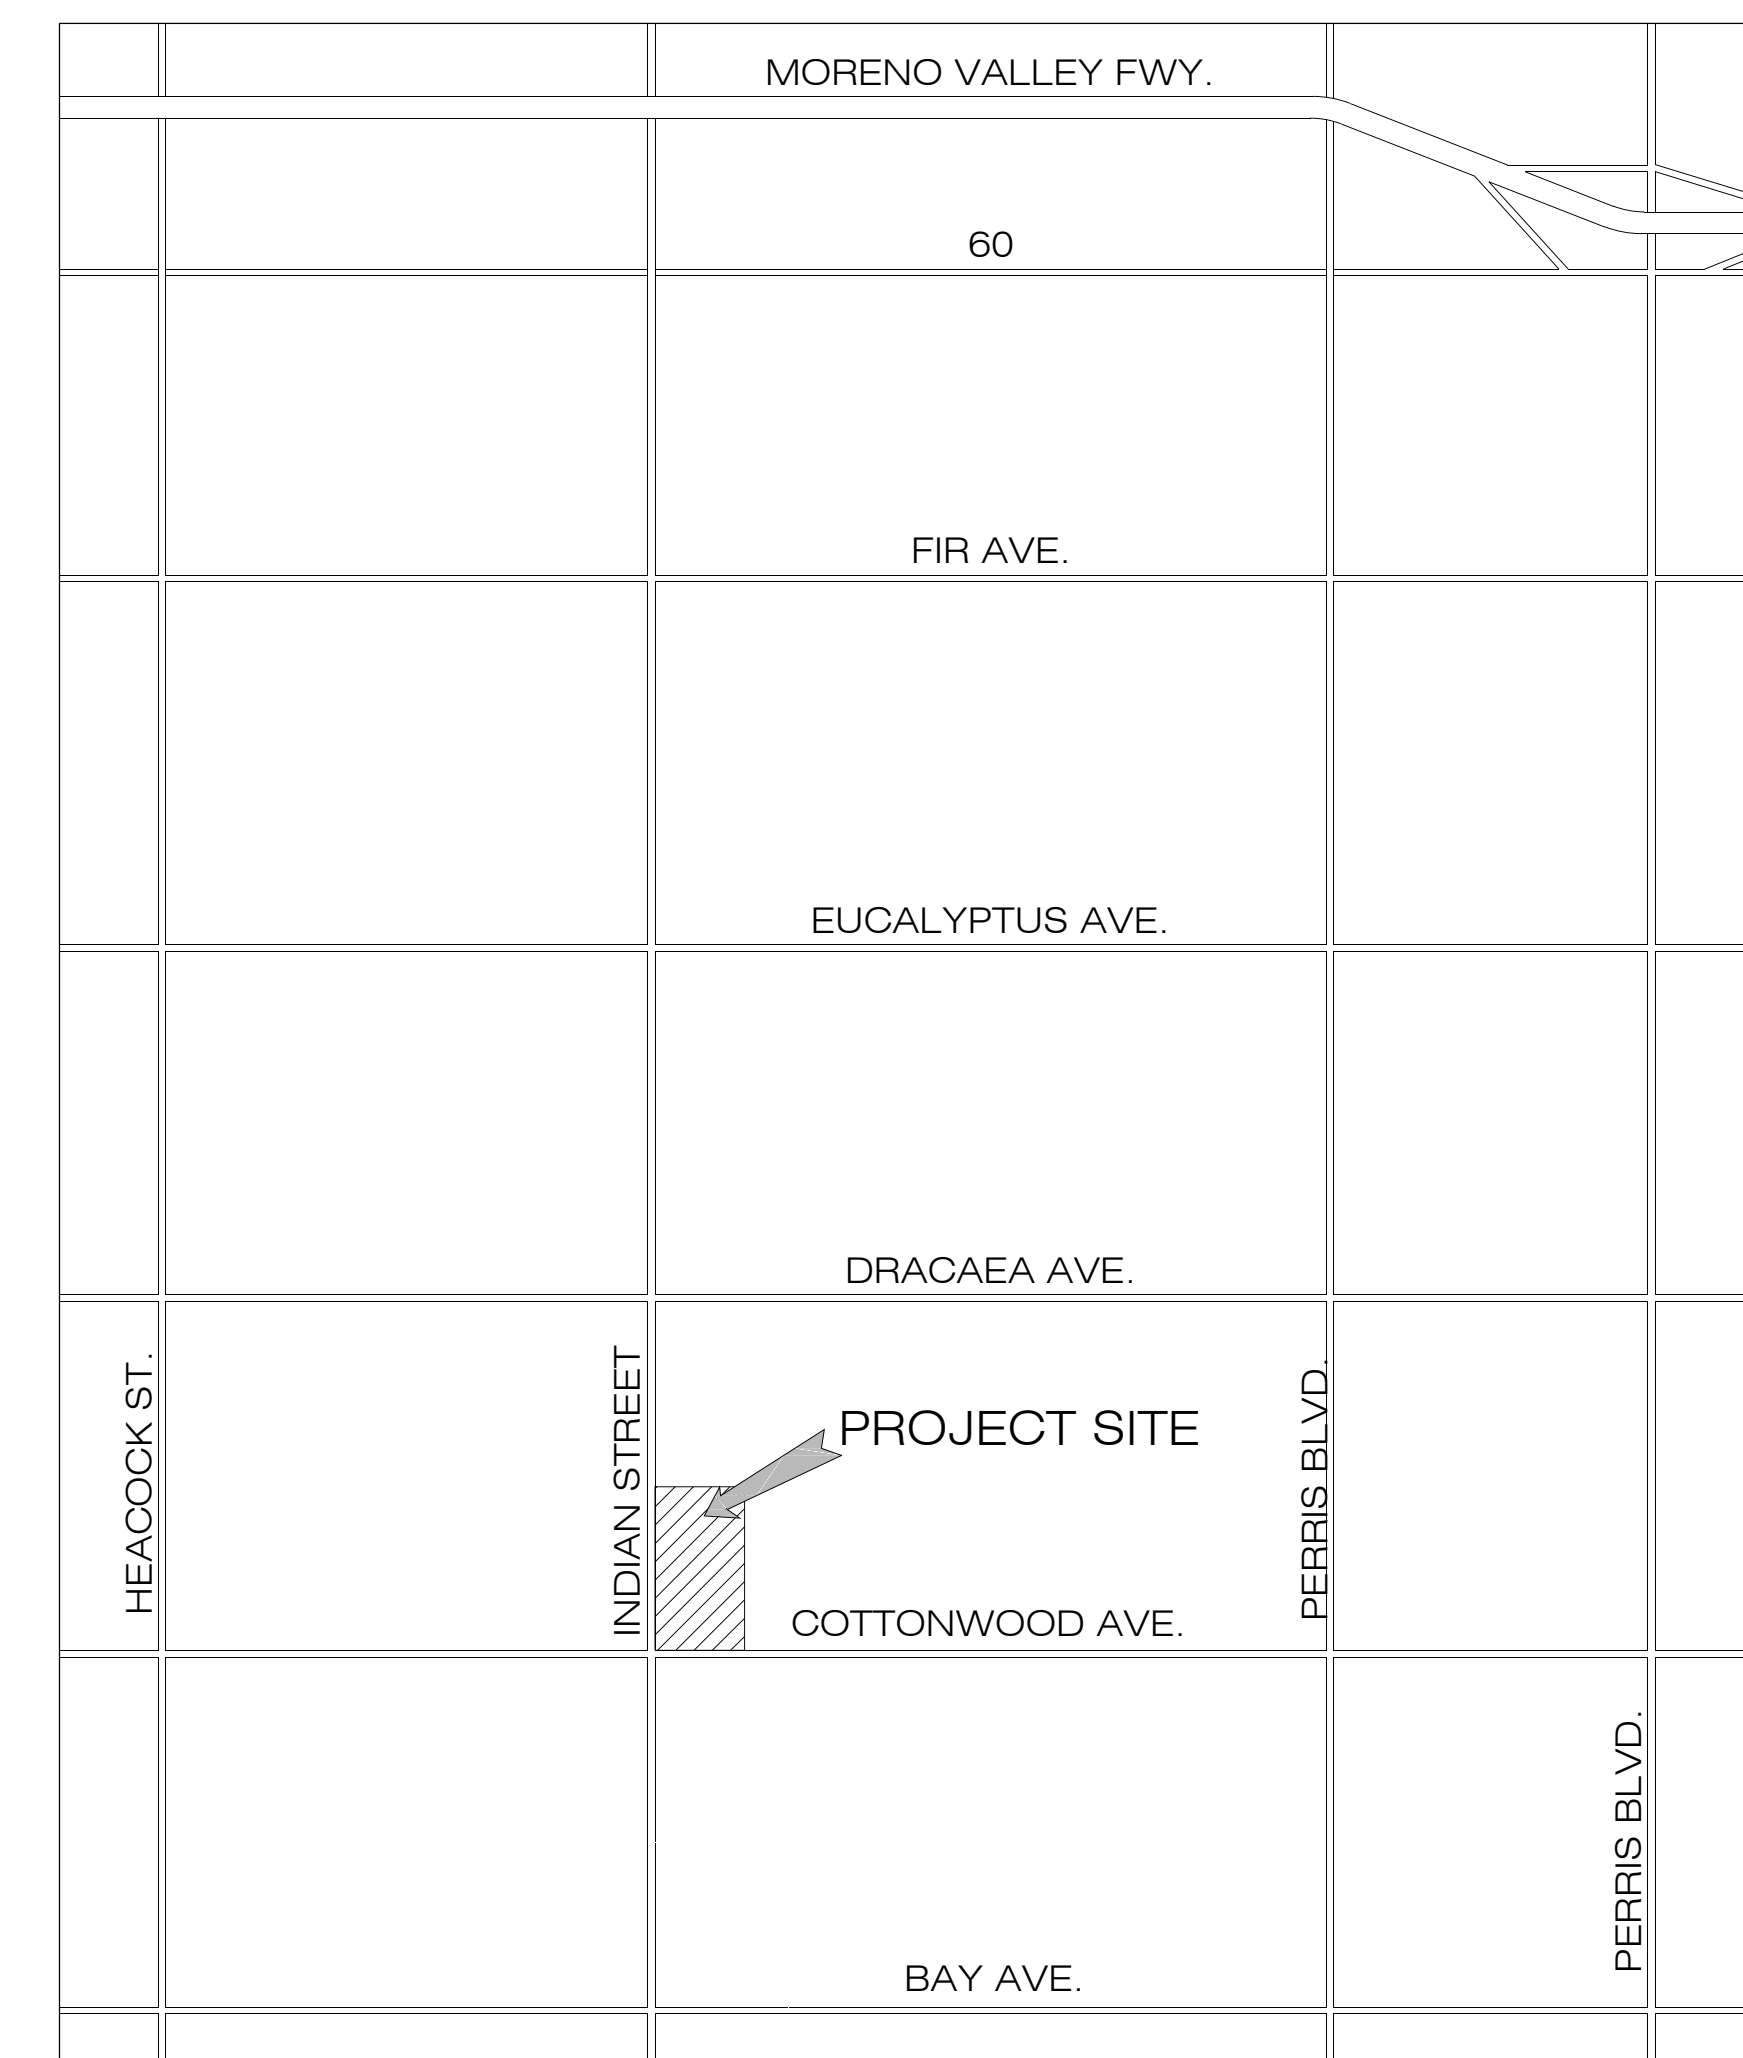 MORENO VALLEY FWY.
60
FIR AVE.
EUCALYPTUS AVE.
DRACAEA AVE.
HEACOCK ST.
INDIAN STREET
PROJECT SITE
PERRIS BLVD.
COTTONWOOD AVE.
PERRIS BLVD.
BAY AVE.